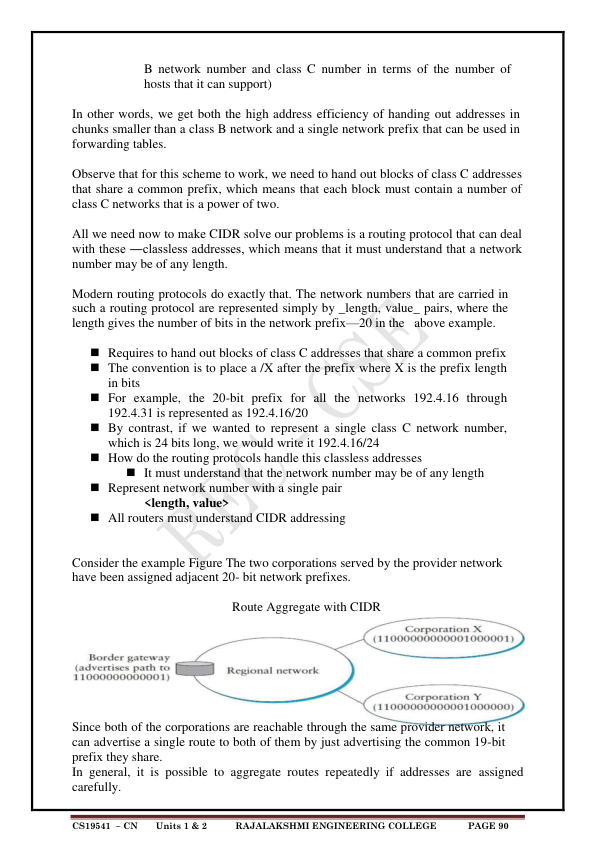 B network number and class C number in terms of the number of
hosts that it can support)
In other words, we get both the high address efficiency of handing out addresses in
chunks smaller than a class B network and a single network prefix that can be used in
forwarding tables.
Observe that for this scheme to work, we need to hand out blocks of class C addresses
that share a common prefix, which means that each block must contain a number of
class C networks that is a power of two.
All we need now to make CIDR solve our problems is a routing protocol that can deal
with these ―classless addresses, which means that it must understand that a network
number may be of any length.
Modern routing protocols do exactly that. The network numbers that are carried in
such a routing protocol are represented simply by _length, value_ pairs, where the
length gives the number of bits in the network prefix—20 in the above example.
■ Requires to hand out blocks of class C addresses that share a common prefix
■ The convention is to place a /X after the prefix where X is the prefix length
in bits
■ For example, the 20-bit prefix for all the networks 192.4.16 through
192.4.31 is represented as 192.4.16/20
■ By contrast, if we wanted to represent a single class C network number,
which is 24 bits long, we would write it 192.4.16/24
■ How do the routing protocols handle this classless addresses
■ It must understand that the network number may be of any length
■ Represent network number with a single pair
<length, value>
■ All routers must understand CIDR addressing
REC - CSE
Consider the example Figure The two corporations served by the provider network
have been assigned adjacent 20- bit network prefixes.
Route Aggregate with CIDR
Corporation X
(11000000000001000001)
Border gateway
(advertises path to
11000000000001)
Regional network
Corporation Y
(11000000000001000000)
Since both of the corporations are reachable through the same provider network, it
can advertise a single route to both of them by just advertising the common 19-bit
prefix they share.
In general, it is possible to aggregate routes repeatedly if addresses are assigned
carefully.
CS19541 – CN Units 1 & 2 RAJALAKSHMI ENGINEERING COLLEGE PAGE 90